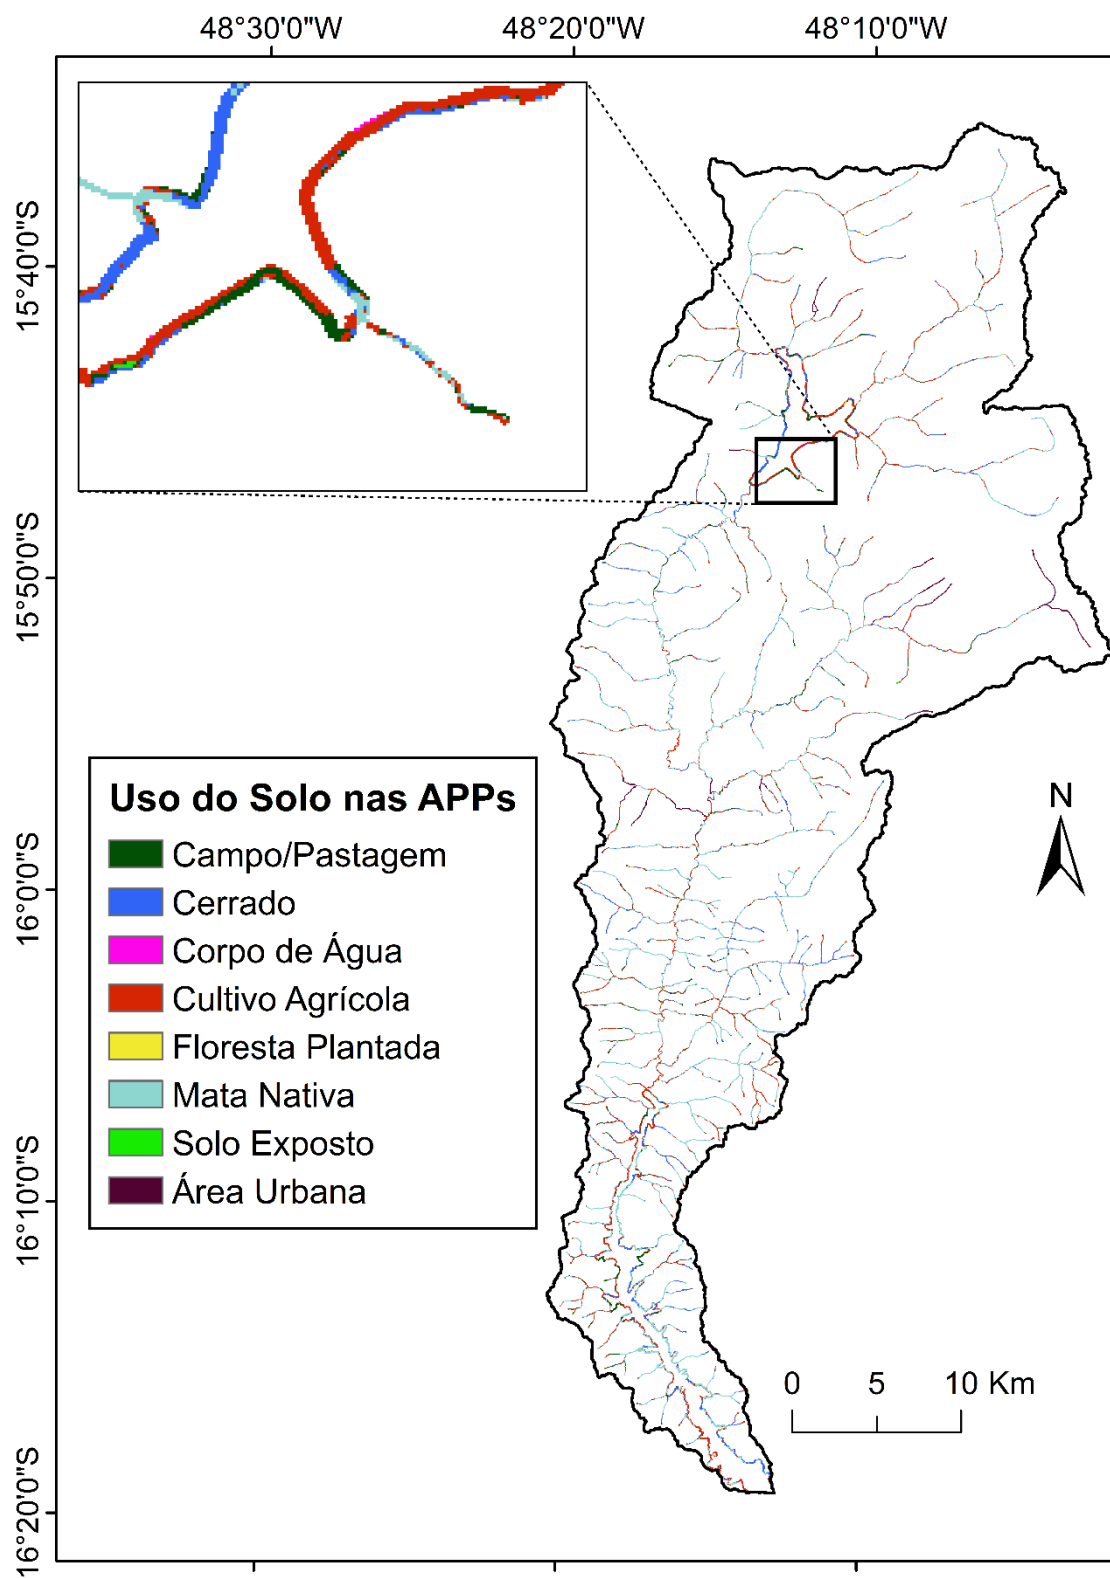 48°30'0"W 48°20'0"W 48°10'0"W
15°40'0"S
15°50'0"S
16°0'0"S
16°10'0"S
16°20'0"S
Uso do Solo nas APPs
Campo/Pastagem
Cerrado
Corpo de Água
Cultivo Agrícola
Floresta Plantada
Mata Nativa
Solo Exposto
Área Urbana
N
0 5 10 Km